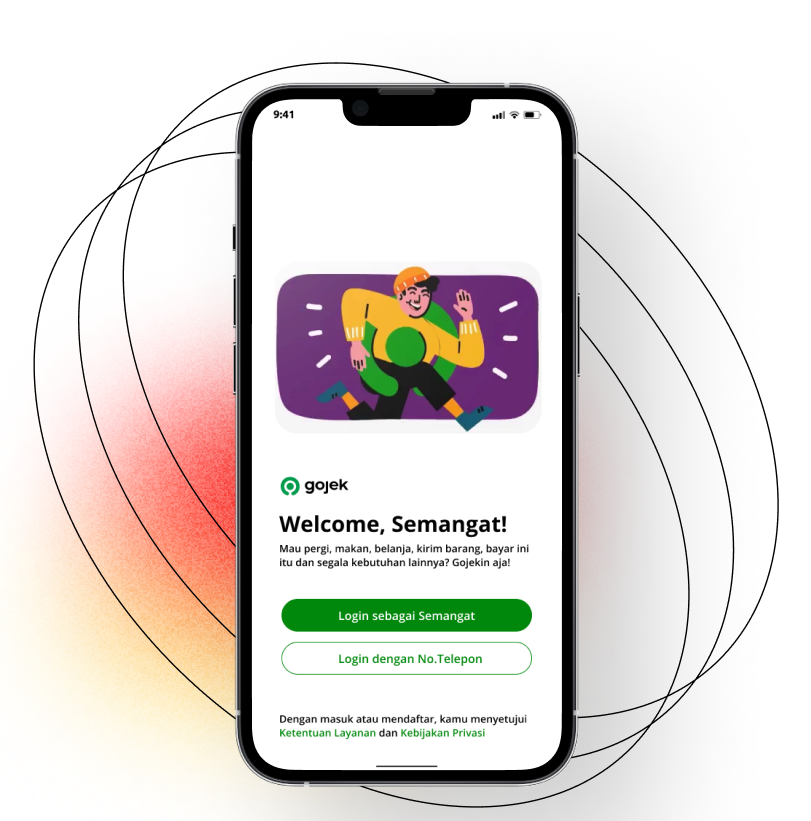 9:41
gojek
Welcome, Semangat!
Mau pergi, makan, belanja, kirim barang, bayar ini
itu dan segala kebutuhan lainnya? Gojekin aja!
Login sebagai Semangat
Login dengan No.Telepon
Dengan masuk atau mendaftar, kamu menyetujui
Ketentuan Layanan dan Kebijakan Privasi